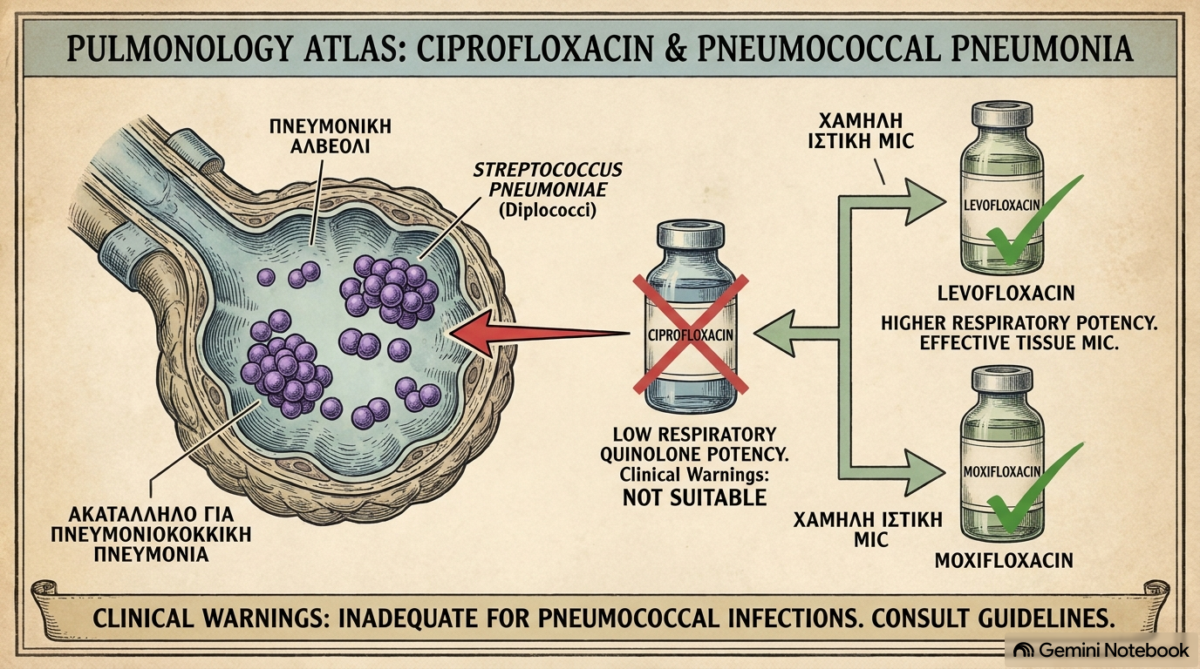 PULMONOLOGY ATLAS: CIPROFLOXACIN & PNEUMOCOCCAL PNEUMONIA
ΠΝΕΥΜΟΝΙΚΗ
ΑΛΒΕΟΛΙ
STREPTOCOCCUS
PNEUMONIAE
(Diplococci)
ΑΚΑΤΑΛΛΗΛΟ ΓΙΑ
ΠΝΕΥΜΟΝΙΟΚΟΚΚΙΚΗ
ΠΝΕΥΜΟΝΙΑ
CIPROFLOXACIN
LOW RESPIRATORY
QUINOLONE POTENCY.
Clinical Warnings:
NOT SUITABLE
ΧΑΜΗΛΗ
ΙΣΤΙΚΗ MIC
LEVOFLOXACIN
LEVOFLOXACIN
HIGHER RESPIRATORY POTENCY.
EFFECTIVE TISSUE MIC.
ΧΑΜΗΛΗ ΙΣΤΙΚΗ
MIC
MOXIFLOXACIN
MOXIFLOXACIN
CLINICAL WARNINGS: INADEQUATE FOR PNEUMOCOCCAL INFECTIONS. CONSULT GUIDELINES.
Gemini Notebook